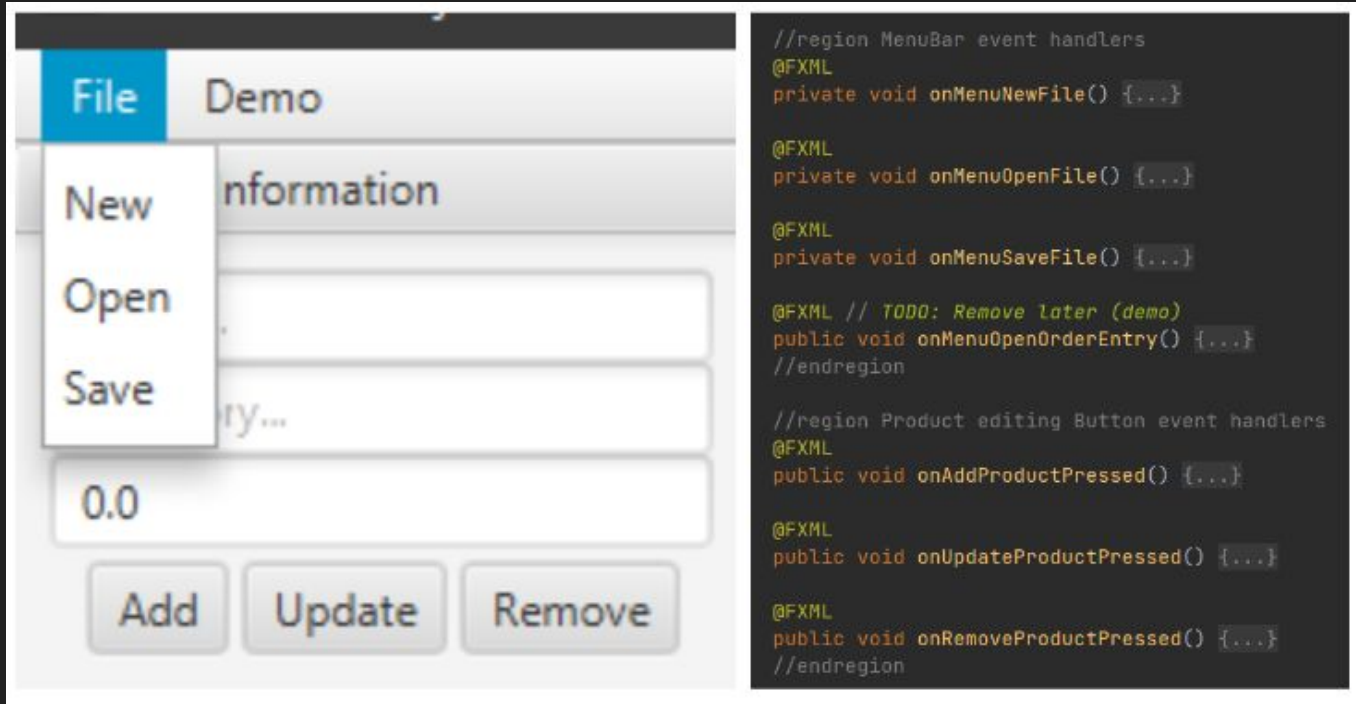 File Demo
nformation
New
Open
Save
ry...
0.0
Add Update Remove
//region MenuBar event handlers
@FXML
private void onMenuNewFile() {...}
@FXML
private void onMenuOpenFile() {...}
@FXML
private void onMenuSaveFile() {...}
@FXML // TODO: Remove later (demo)
public void onMenuOpenOrderEntry() {...}
//endregion
//region Product editing Button event handlers
@FXML
public void onAddProductPressed() {...}
@FXML
public void onUpdateProductPressed() {...}
@FXML
public void onRemoveProductPressed() {...}
//endregion